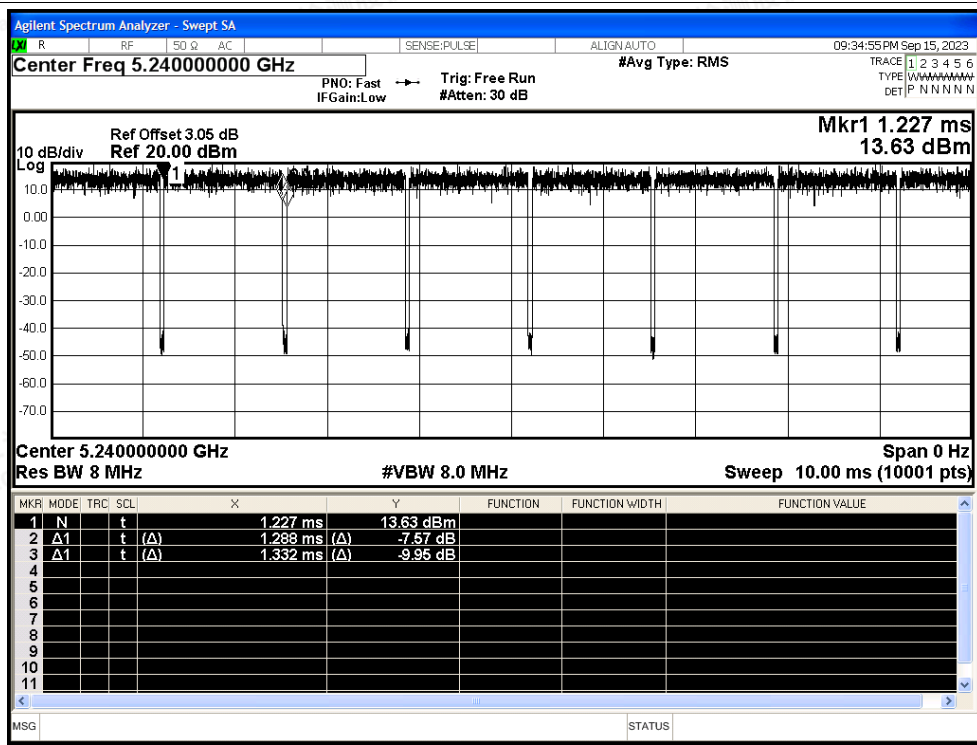 Agilent Spectrum Analyzer - Swept SA
LXI R RF 50 Ω AC SENSE:PULSE ALIGN AUTO 09:34:55 PM Sep 15, 2023
Center Freq 5.240000000 GHz #Avg Type: RMS TRACE 1 2 3 4 5 6
PNO: Fast Trig: Free Run TYPE WWWWWW
IFGain:Low #Atten: 30 dB DET P N N N N N
Mkr1 1.227 ms
Ref Offset 3.05 dB
10 dB/div Ref 20.00 dBm 13.63 dBm
Log
1
10.0
0.00
-10.0
-20.0
-30.0
-40.0
-50.0
-60.0
-70.0
Center 5.240000000 GHz Span 0 Hz
Res BW 8 MHz #VBW 8.0 MHz Sweep 10.00 ms (10001 pts)
MKR MODE TRC SCL X Y FUNCTION FUNCTION WIDTH FUNCTION VALUE
1 N t 1.227 ms 13.63 dBm
2 Δ1 t (Δ) 1.288 ms (Δ) -7.57 dB
3 Δ1 t (Δ) 1.332 ms (Δ) -9.95 dB
4
5
6
7
8
9
10
11
MSG STATUS